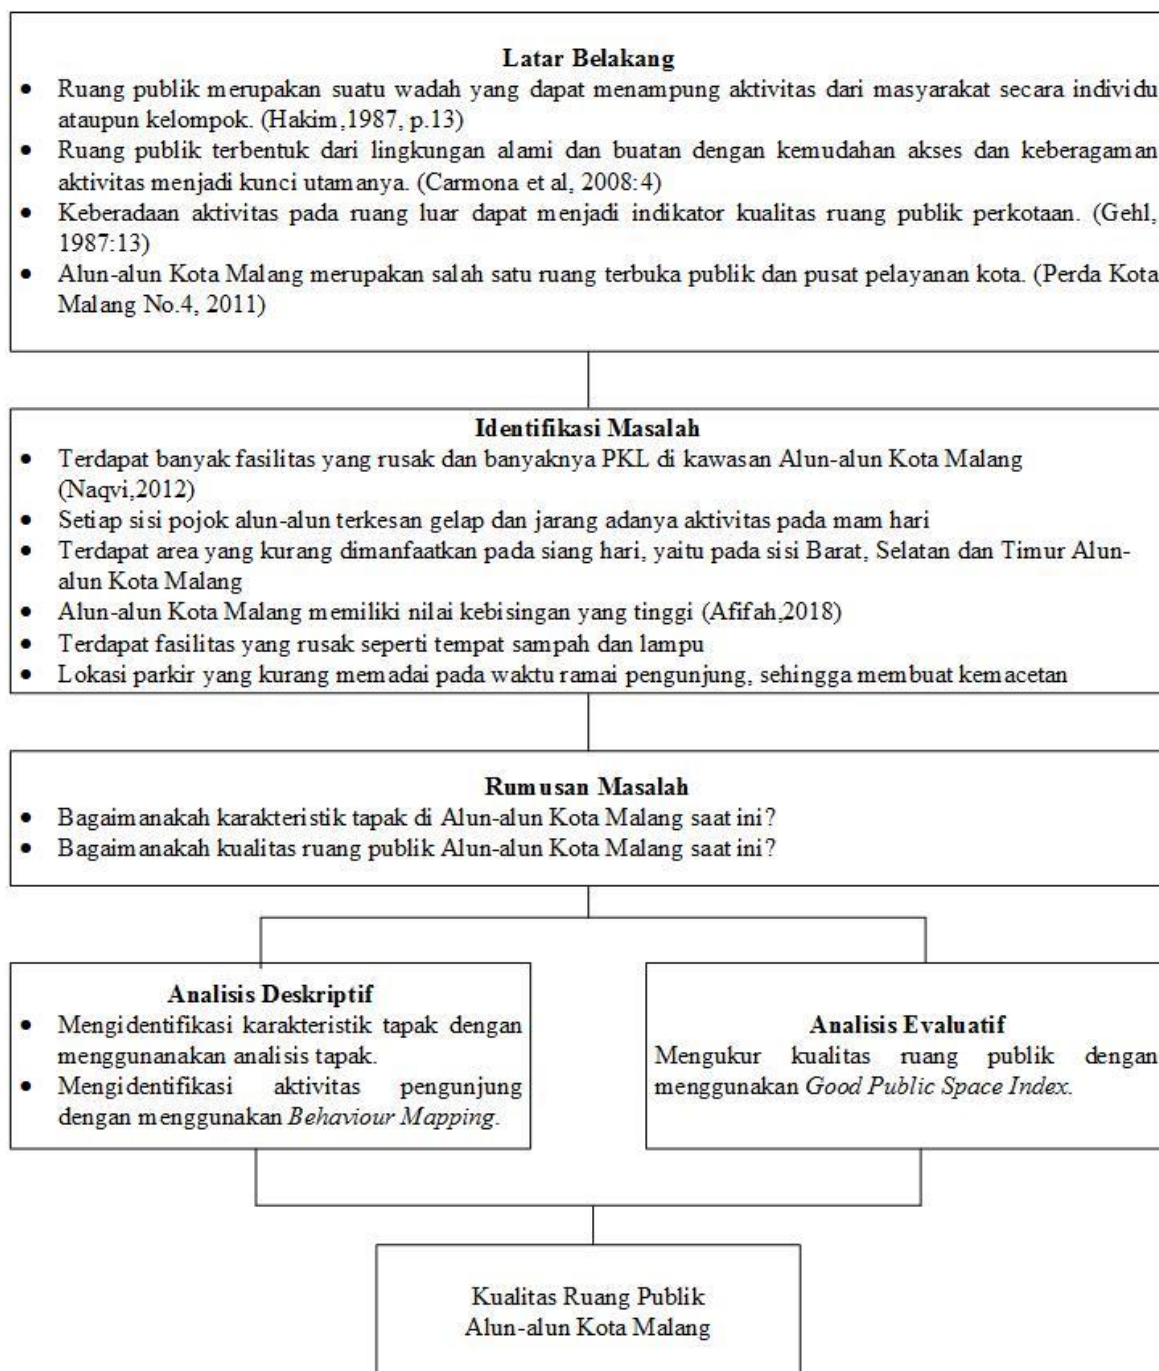 Latar Belakang
• Ruang publik merupakan suatu wadah yang dapat menampung aktivitas dari masyarakat secara individu
ataupun kelompok. (Hakim,1987, p.13)
• Ruang publik terbentuk dari lingkungan alami dan buatan dengan kemudahan akses dan keberagaman
aktivitas menjadi kunci utamanya. (Carmona et al, 2008:4)
• Keberadaan aktivitas pada ruang luar dapat menjadi indikator kualitas ruang publik perkotaan. (Gehl,
1987:13)
• Alun-alun Kota Malang merupakan salah satu ruang terbuka publik dan pusat pelayanan kota. (Perda Kota
Malang No.4, 2011)
Identifikasi Masalah
• Terdapat banyak fasilitas yang rusak dan banyaknya PKL di kawasan Alun-alun Kota Malang
(Naqvi,2012)
• Setiap sisi pojok alun-alun terkesan gelap dan jarang adanya aktivitas pada mam hari
• Terdapat area yang kurang dimanfaatkan pada siang hari, yaitu pada sisi Barat, Selatan dan Timur Alun-
alun Kota Malang
• Alun-alun Kota Malang memiliki nilai kebisingan yang tinggi (Afifah,2018)
• Terdapat fasilitas yang rusak seperti tempat sampah dan lampu
• Lokasi parkir yang kurang memadai pada waktu ramai pengunjung, sehingga membuat kemacetan
Rumusan Masalah
• Bagaimanakah karakteristik tapak di Alun-alun Kota Malang saat ini?
• Bagaimanakah kualitas ruang publik Alun-alun Kota Malang saat ini?
Analisis Deskriptif
• Mengidentifikasi karakteristik tapak dengan
menggunanakan analisis tapak.
• Mengidentifikasi aktivitas pengunjung
dengan menggunakan Behaviour Mapping.
Analisis Evaluatif
Mengukur kualitas ruang publik dengan
menggunakan Good Public Space Index.
Kualitas Ruang Publik
Alun-alun Kota Malang